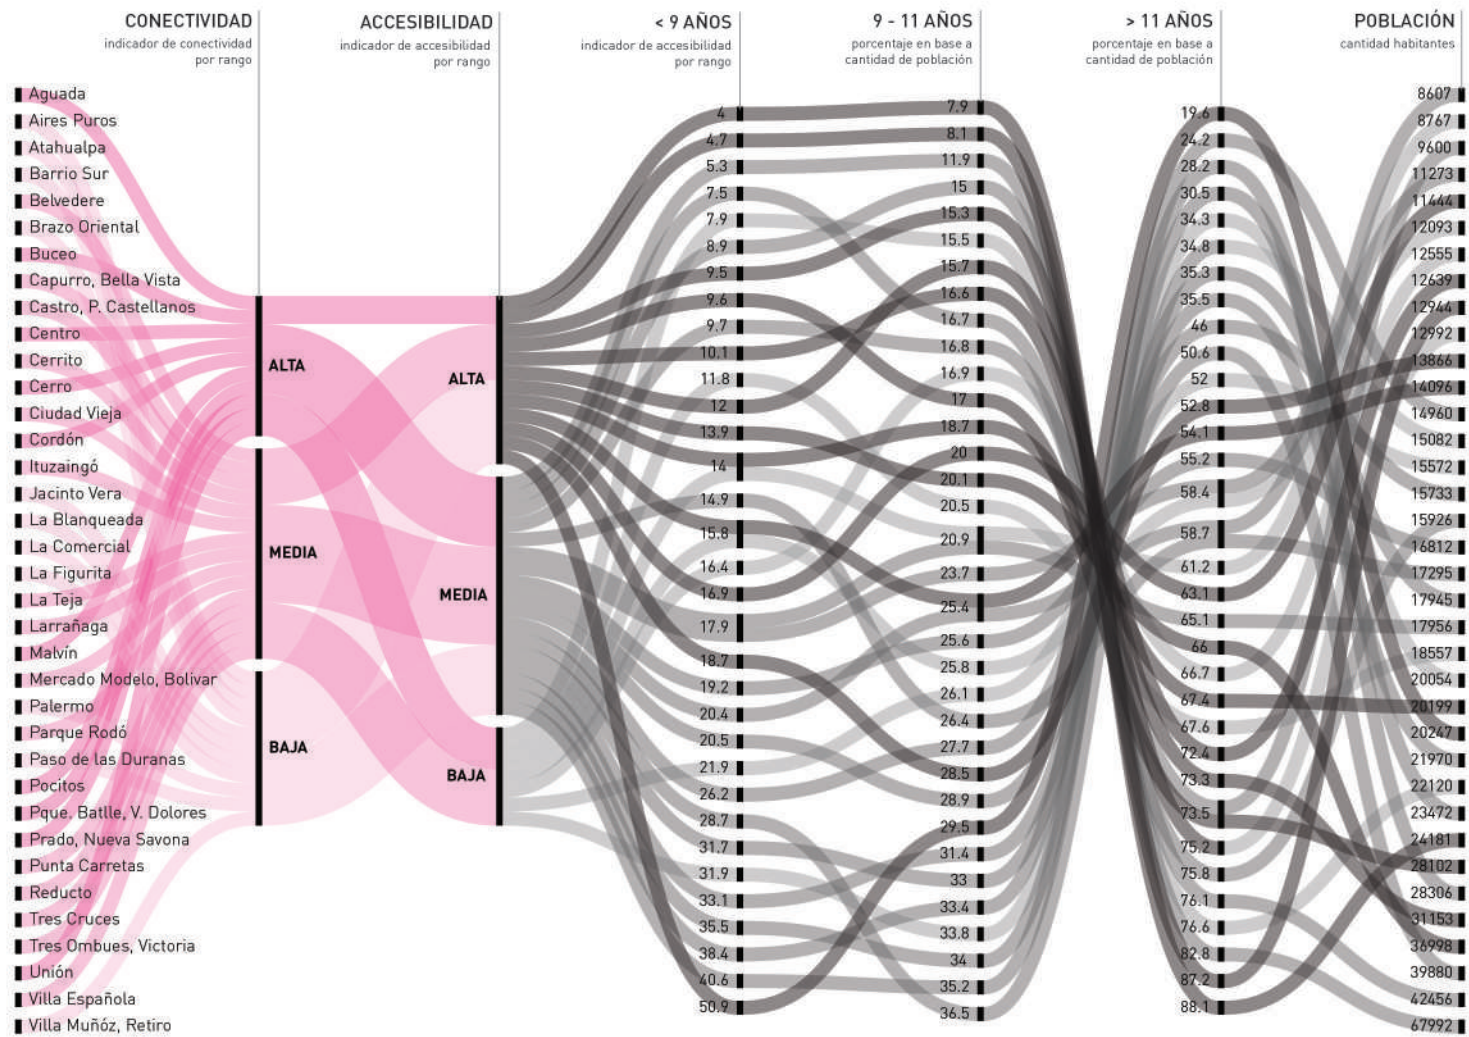 CONECTIVIDAD
indicador de conectividad
por rango
ACCESIBILIDAD
indicador de accesibilidad
por rango
< 9 AÑOS
indicador de accesibilidad
por rango
9 - 11 AÑOS
porcentaje en base a
cantidad de población
> 11 AÑOS
porcentaje en base a
cantidad de población
POBLACIÓN
cantidad habitantes
Aguada
Aires Puros
Atahualpa
Barrio Sur
Belvedere
Brazo Oriental
Buceo
Capurro, Bella Vista
Castro, P. Castellanos
Centro
Cerrito
Cerro
Ciudad Vieja
Cordón
Ituzaingó
Jacinto Vera
La Blanqueada
La Comercial
La Figurita
La Teja
Larrañaga
Malvín
Mercado Modelo, Bolivar
Palermo
Parque Rodó
Paso de las Duranas
Pocitos
Pque. Batlle, V. Dolores
Prado, Nueva Savona
Punta Carretas
Reducto
Tres Cruces
Tres Ombues, Victoria
Unión
Villa Española
Villa Muñóz, Retiro
ALTA
MEDIA
BAJA
ALTA
MEDIA
BAJA
4
4.7
5.3
7.5
7.9
8.9
9.5
9.6
9.7
10.1
11.8
12
13.9
14
14.9
15.8
16.4
16.9
17.9
18.7
19.2
20.4
20.5
21.9
26.2
28.7
31.7
31.9
33.1
35.5
38.4
40.6
50.9
7.9
8.1
11.9
15
15.3
15.5
15.7
16.6
16.7
16.8
16.9
17
18.7
20
20.1
20.5
20.9
23.7
25.4
25.6
25.8
26.1
26.4
27.7
28.5
28.9
29.5
31.4
33
33.4
33.8
34
35.2
36.5
19.6
24.2
28.2
30.5
34.3
34.8
35.3
35.5
46
50.6
52
52.8
54.1
55.2
58.4
58.7
61.2
63.1
65.1
66
66.7
67.4
67.6
72.4
73.3
73.5
75.2
75.8
76.1
76.6
82.8
87.2
88.1
8607
8767
9600
11273
11444
12093
12555
12639
12944
12992
13866
14096
14960
15082
15572
15733
15926
16812
17295
17945
17956
18557
20054
20199
20247
21970
22120
23472
24181
28102
28306
31153
36998
39880
42456
67992